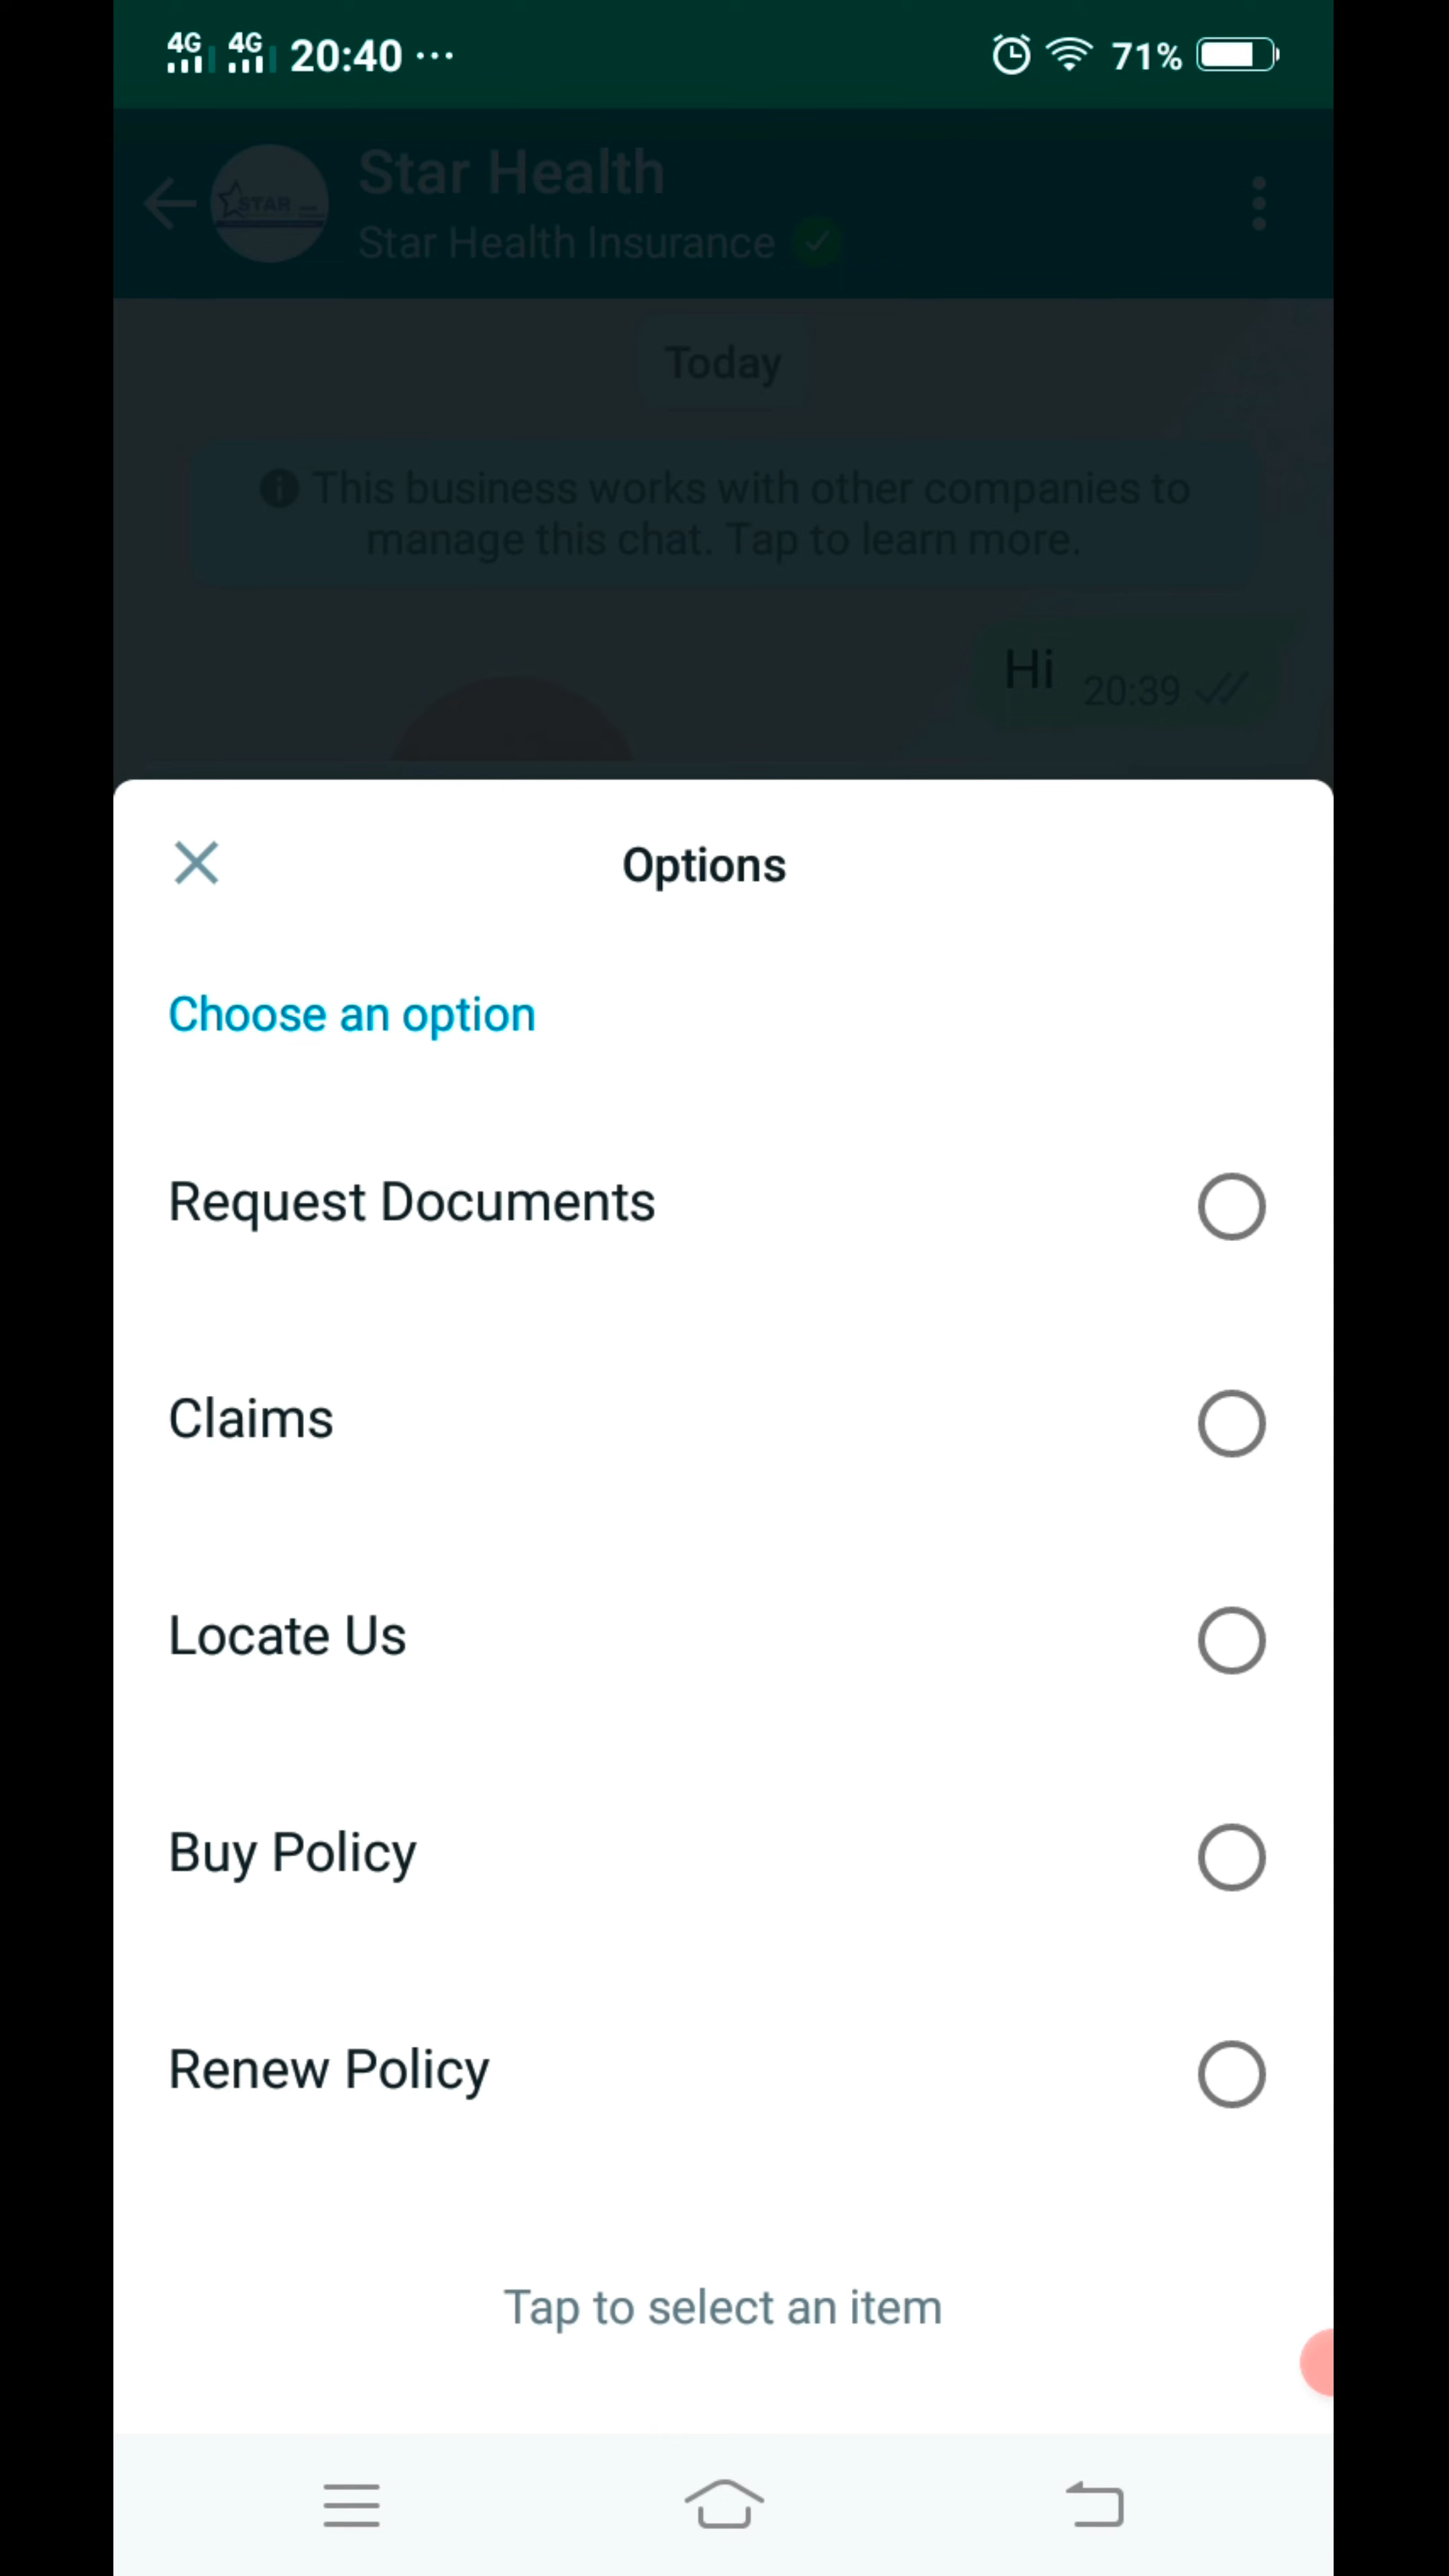 4G 4G 20:40 ... 71%
Star Health
STAR
Star Health Insurance
Today
This business works with other companies to
manage this chat. Tap to learn more.
Hi 20:39
Options
Choose an option
Request Documents
Claims
Locate Us
Buy Policy
Renew Policy
Tap to select an item